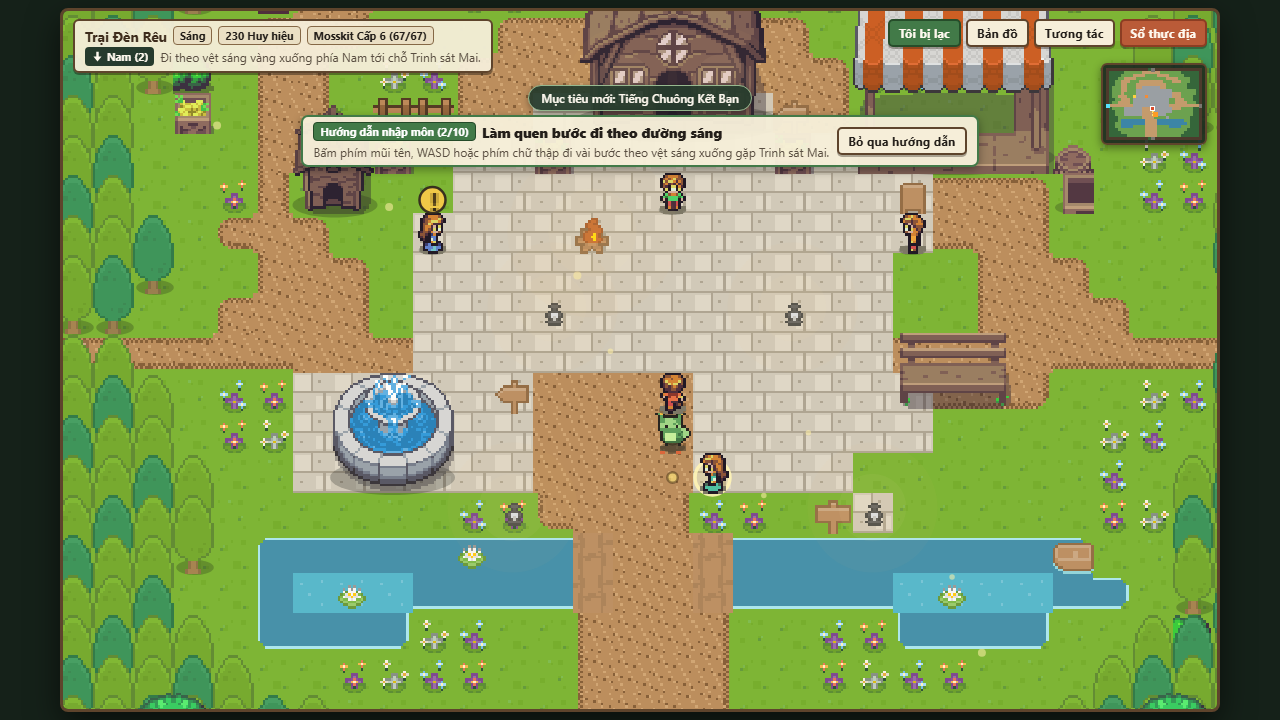 Trại Đèn Rêu Sáng 230 Huy hiệu Mosskit Cấp 6 (67/67)
↓ Nam (2) Đi theo vệt sáng vàng xuống phía Nam tới chỗ Trinh sát Mai.
Tôi bị lạc Bản đồ Tương tác Sổ thực địa
Mục tiêu mới: Tiếng Chuông Kết Bạn
Hướng dẫn nhập môn (2/10) Làm quen bước đi theo đường sáng
Bấm phím mũi tên, WASD hoặc phím chữ thập đi vài bước theo vệt sáng xuống gặp Trinh sát Mai.
Bỏ qua hướng dẫn